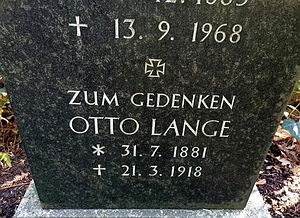 ✝ 13. 9. 1968
ZUM GEDENKEN
OTTO LANGE
* 31. 7. 1881
✝ 21. 3. 1918